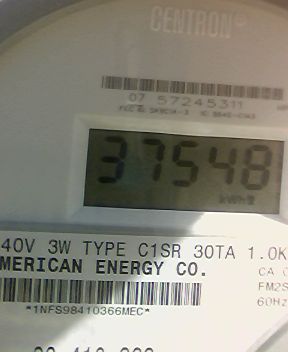 CENTRON®
07 57245311
37548
kWh
40V 3W TYPE C1SR 30TA 1.0K
MERICAN ENERGY CO.
CA
FM2S
60Hz
*1NFS98410366MEC*